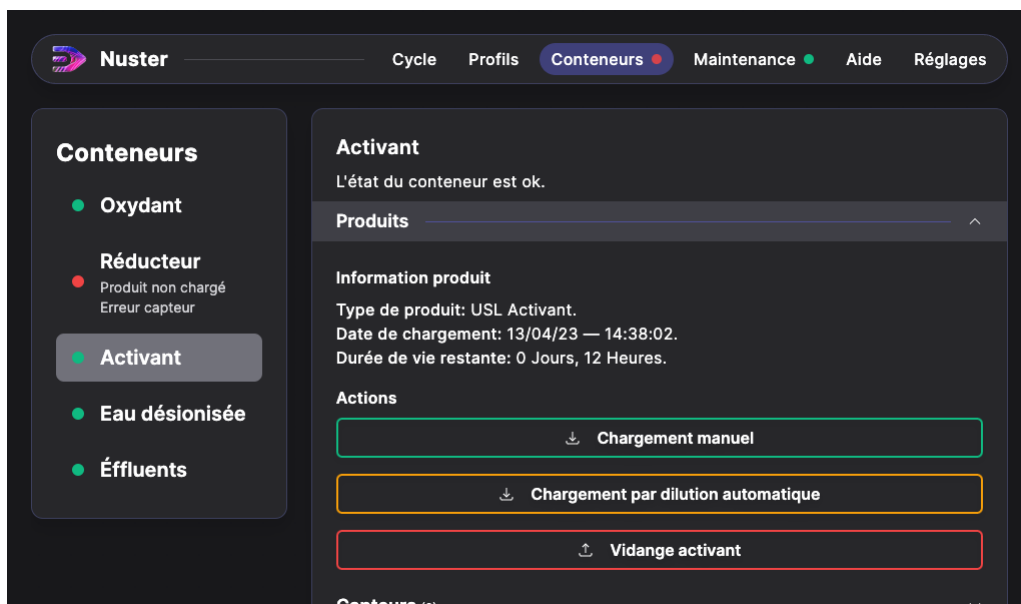 Nuster
Cycle
Profils
Conteneurs
Maintenance
Aide
Réglages
Conteneurs
Oxydant
Réducteur
Produit non chargé
Erreur capteur
Activant
Eau désionisée
Éffluents
Activant
L'état du conteneur est ok.
Produits
Information produit
Type de produit: USL Activant.
Date de chargement: 13/04/23 — 14:38:02.
Durée de vie restante: 0 Jours, 12 Heures.
Actions
Chargement manuel
Chargement par dilution automatique
Vidange activant